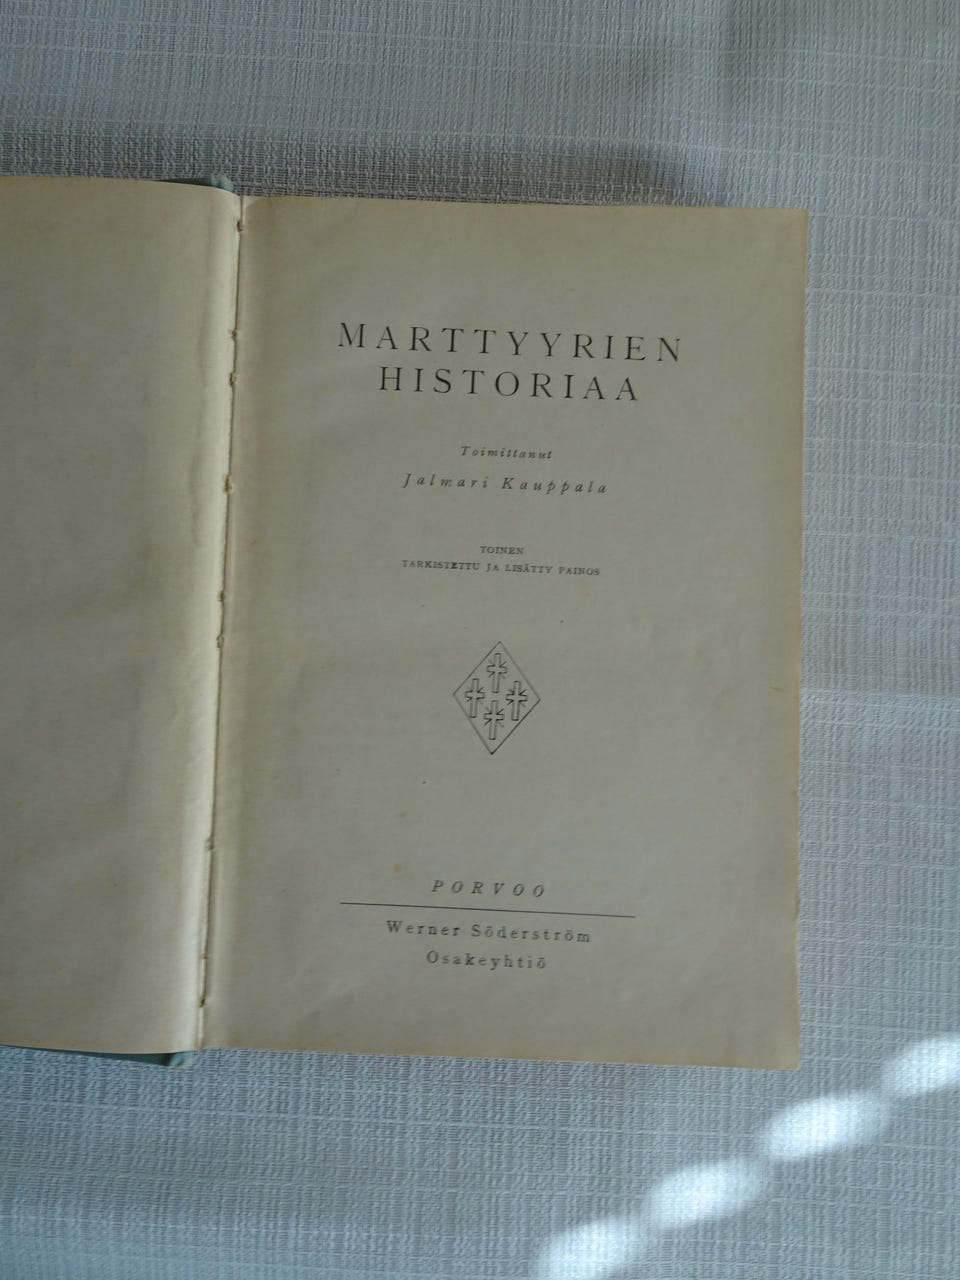 MARTTYYRIEN
HISTORIAA
Toimittanut
Jalmari Kauppala
TOINEN
TARKISTETTU JA LISÄTTY PAINOS
PORVOO
Werner Söderström
Osakeyhtiö